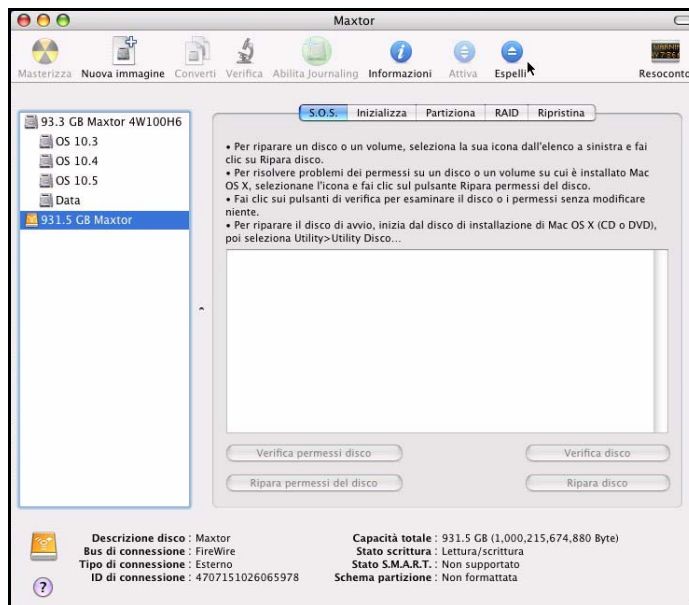 Maxtor
Masterizza Nuova immagine Converti Verifica Abilita Journaling Informazioni Attiva Espelli Resoconto
93.3 GB Maxtor 4W100H6
OS 10.3
OS 10.4
OS 10.5
Data
931.5 GB Maxtor
S.O.S. Inizializza Partiziona RAID Ripristina
• Per riparare un disco o un volume, seleziona la sua icona dall'elenco a sinistra e fai
clic su Ripara disco.
• Per risolvere problemi dei permessi su un disco o un volume su cui è installato Mac
OS X, selezionane l'icona e fai clic sul pulsante Ripara permessi del disco.
• Fai clic sui pulsanti di verifica per esaminare il disco o i permessi senza modificare
niente.
• Per riparare il disco di avvio, inizia dal disco di installazione di Mac OS X (CD o DVD),
poi seleziona Utility>Utility Disco...
Verifica permessi disco Verifica disco
Ripara permessi del disco Ripara disco
Descrizione disco : Maxtor
Bus di connessione : FireWire
Tipo di connessione : Esterno
ID di connessione : 4707151026065978
Capacità totale : 931.5 GB (1,000,215,674,880 Byte)
Stato scrittura : Lettura/scrittura
Stato S.M.A.R.T. : Non supportato
Schema partizione : Non formattata
?